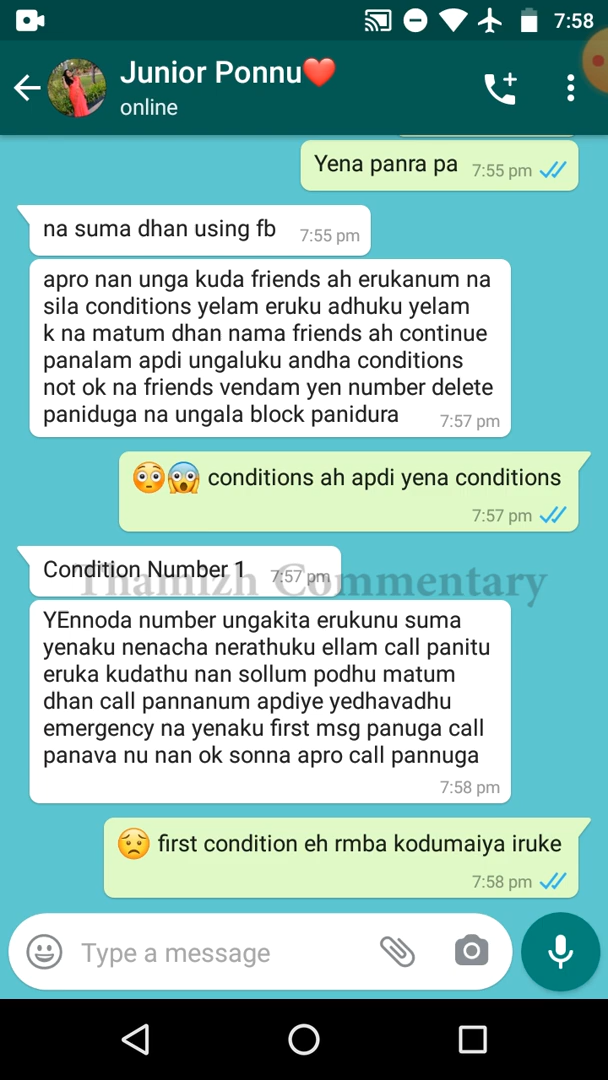 7:58
Junior Ponnu❤️
online
Yena panra pa 7:55 pm
na suma dhan using fb 7:55 pm
apro nan unga kuda friends ah erukanum na
sila conditions yelam eruku adhuku yelam
k na matum dhan nama friends ah continue
panalam apdi ungaluku andha conditions
not ok na friends vendam yen number delete
paniduga na ungala block panidura 7:57 pm
😳😱 conditions ah apdi yena conditions
7:57 pm
Condition Number 1 7:57 pm
Thamizh Commentary
YEnnoda number ungakita erukunu suma
yenaku nenacha nerathuku ellam call panitu
eruka kudathu nan sollum podhu matum
dhan call pannanum apdiye yedhavadhu
emergency na yenaku first msg panuga call
panava nu nan ok sonna apro call pannuga
7:58 pm
😟 first condition eh rmba kodumaiya iruke
7:58 pm
Type a message